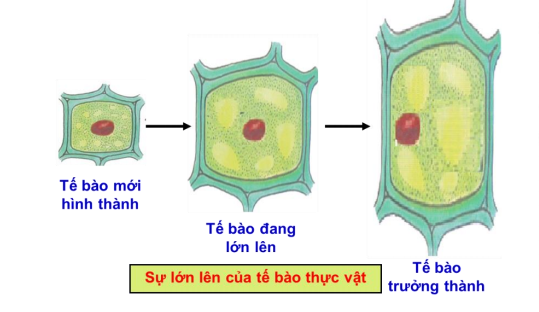 Tế bào mới
hình thành
Tế bào đang
lớn lên
Tế bào
trưởng thành
Sự lớn lên của tế bào thực vật